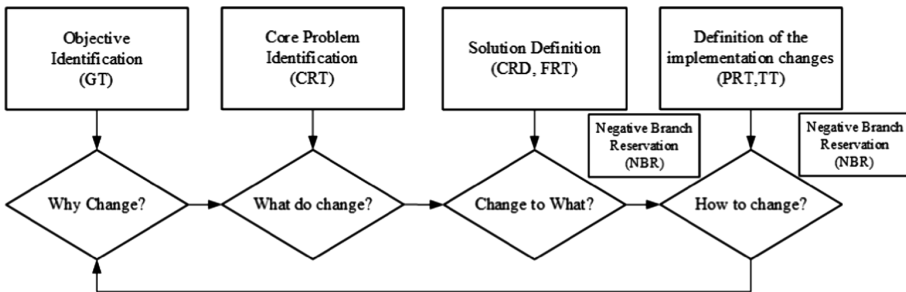 Objective
Identification
(GT)
Core Problem
Identification
(CRT)
Solution Definition
(CRD, FRT)
Definition of the
implementation changes
(PRT,TT)
Negative Branch
Reservation
(NBR)
Negative Branch
Reservation
(NBR)
Why Change?
What do change?
Change to What?
How to change?